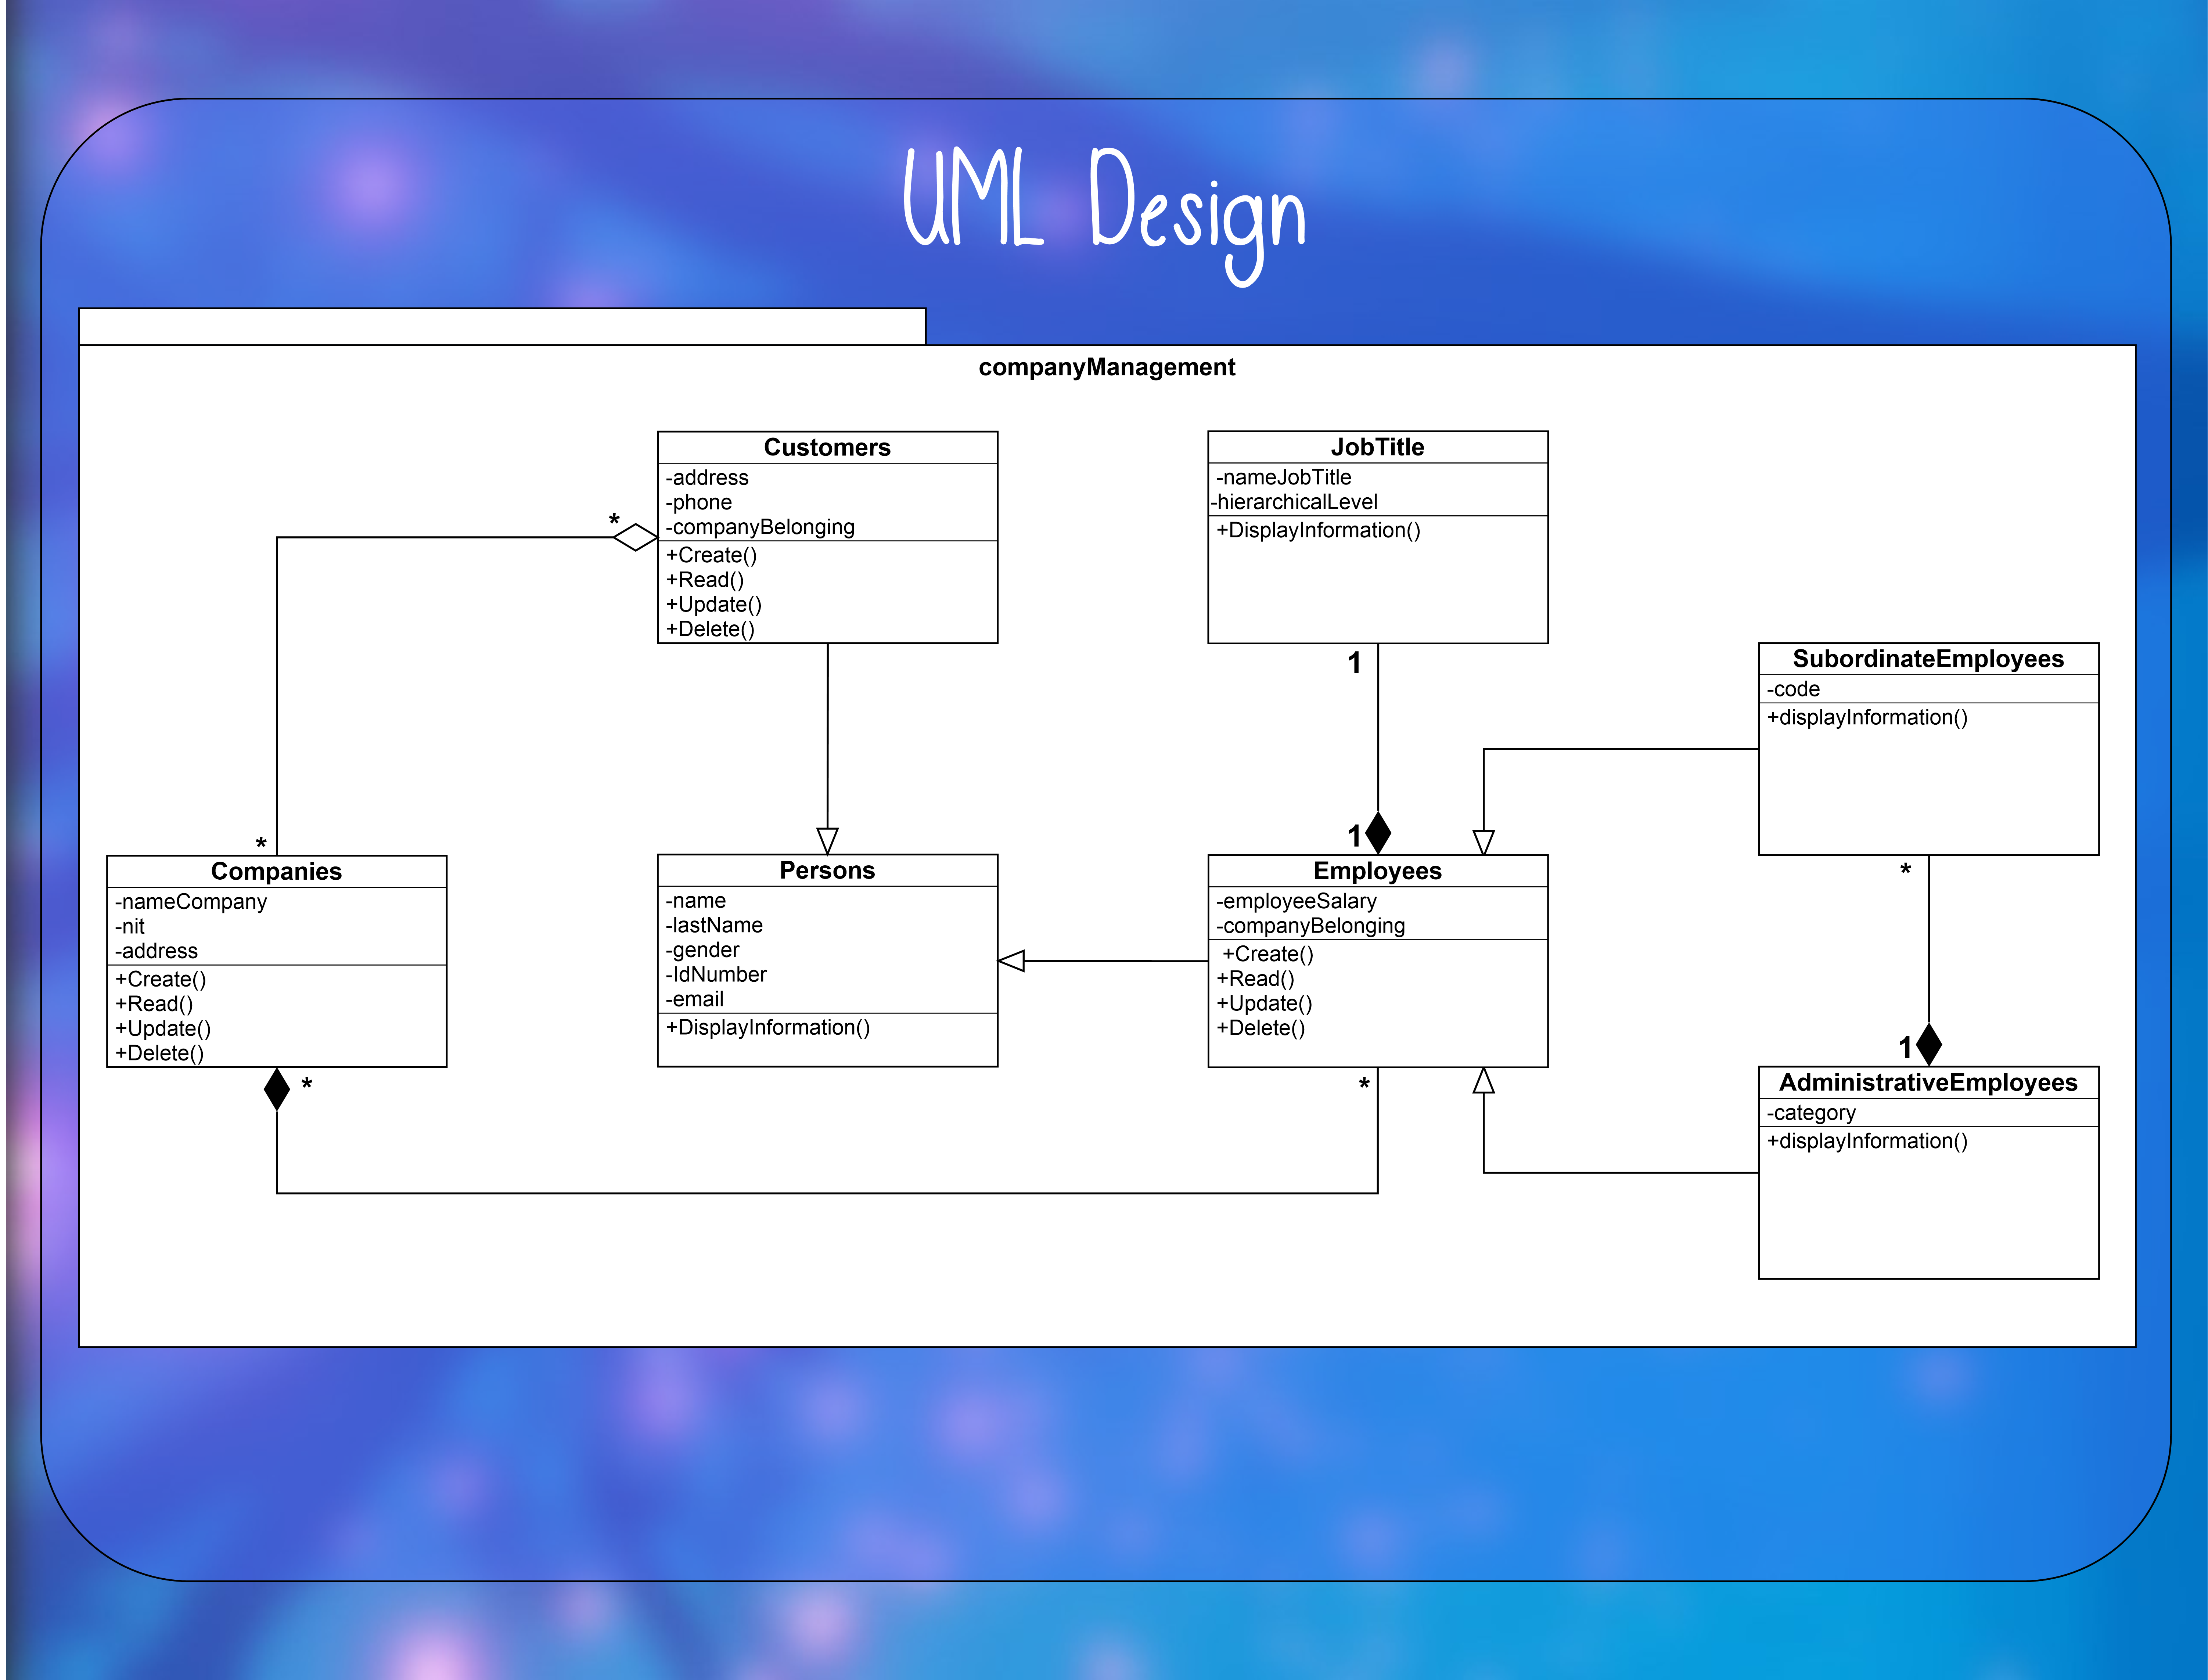 UML Design
companyManagement
Customers
-address
-phone
-companyBelonging
+Create()
+Read()
+Update()
+Delete()
*
*
JobTitle
-nameJobTitle
-hierarchicalLevel
+DisplayInformation()
1
1
SubordinateEmployees
-code
+displayInformation()
*
1
Companies
-nameCompany
-nit
-address
+Create()
+Read()
+Update()
+Delete()
*
Persons
-name
-lastName
-gender
-IdNumber
-email
+DisplayInformation()
Employees
-employeeSalary
-companyBelonging
+Create()
+Read()
+Update()
+Delete()
*
AdministrativeEmployees
-category
+displayInformation()